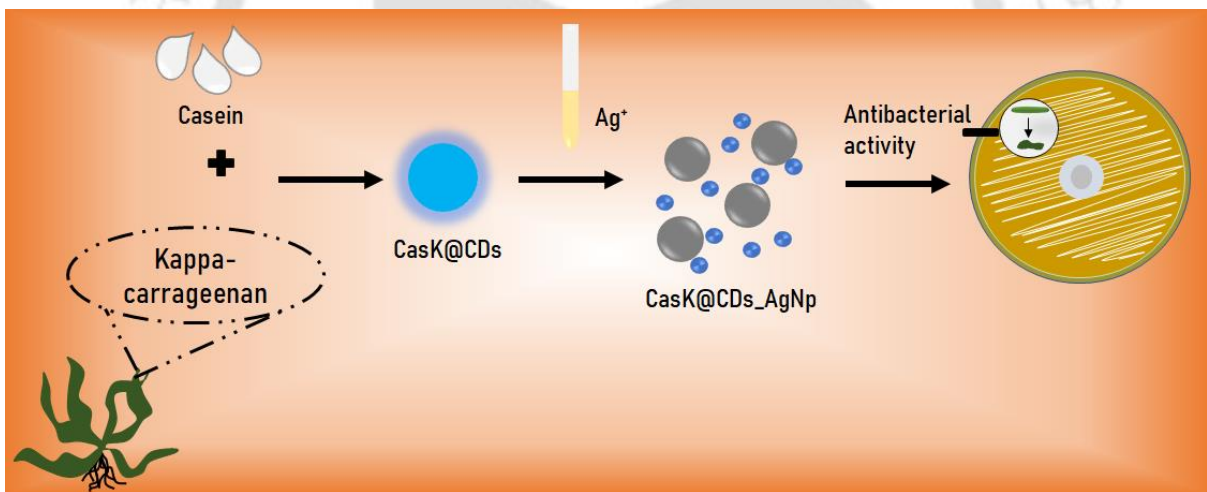 Casein
+
Kappa-
carrageenan
CasK@CDs
Ag⁺
CasK@CDs_AgNp
Antibacterial
activity